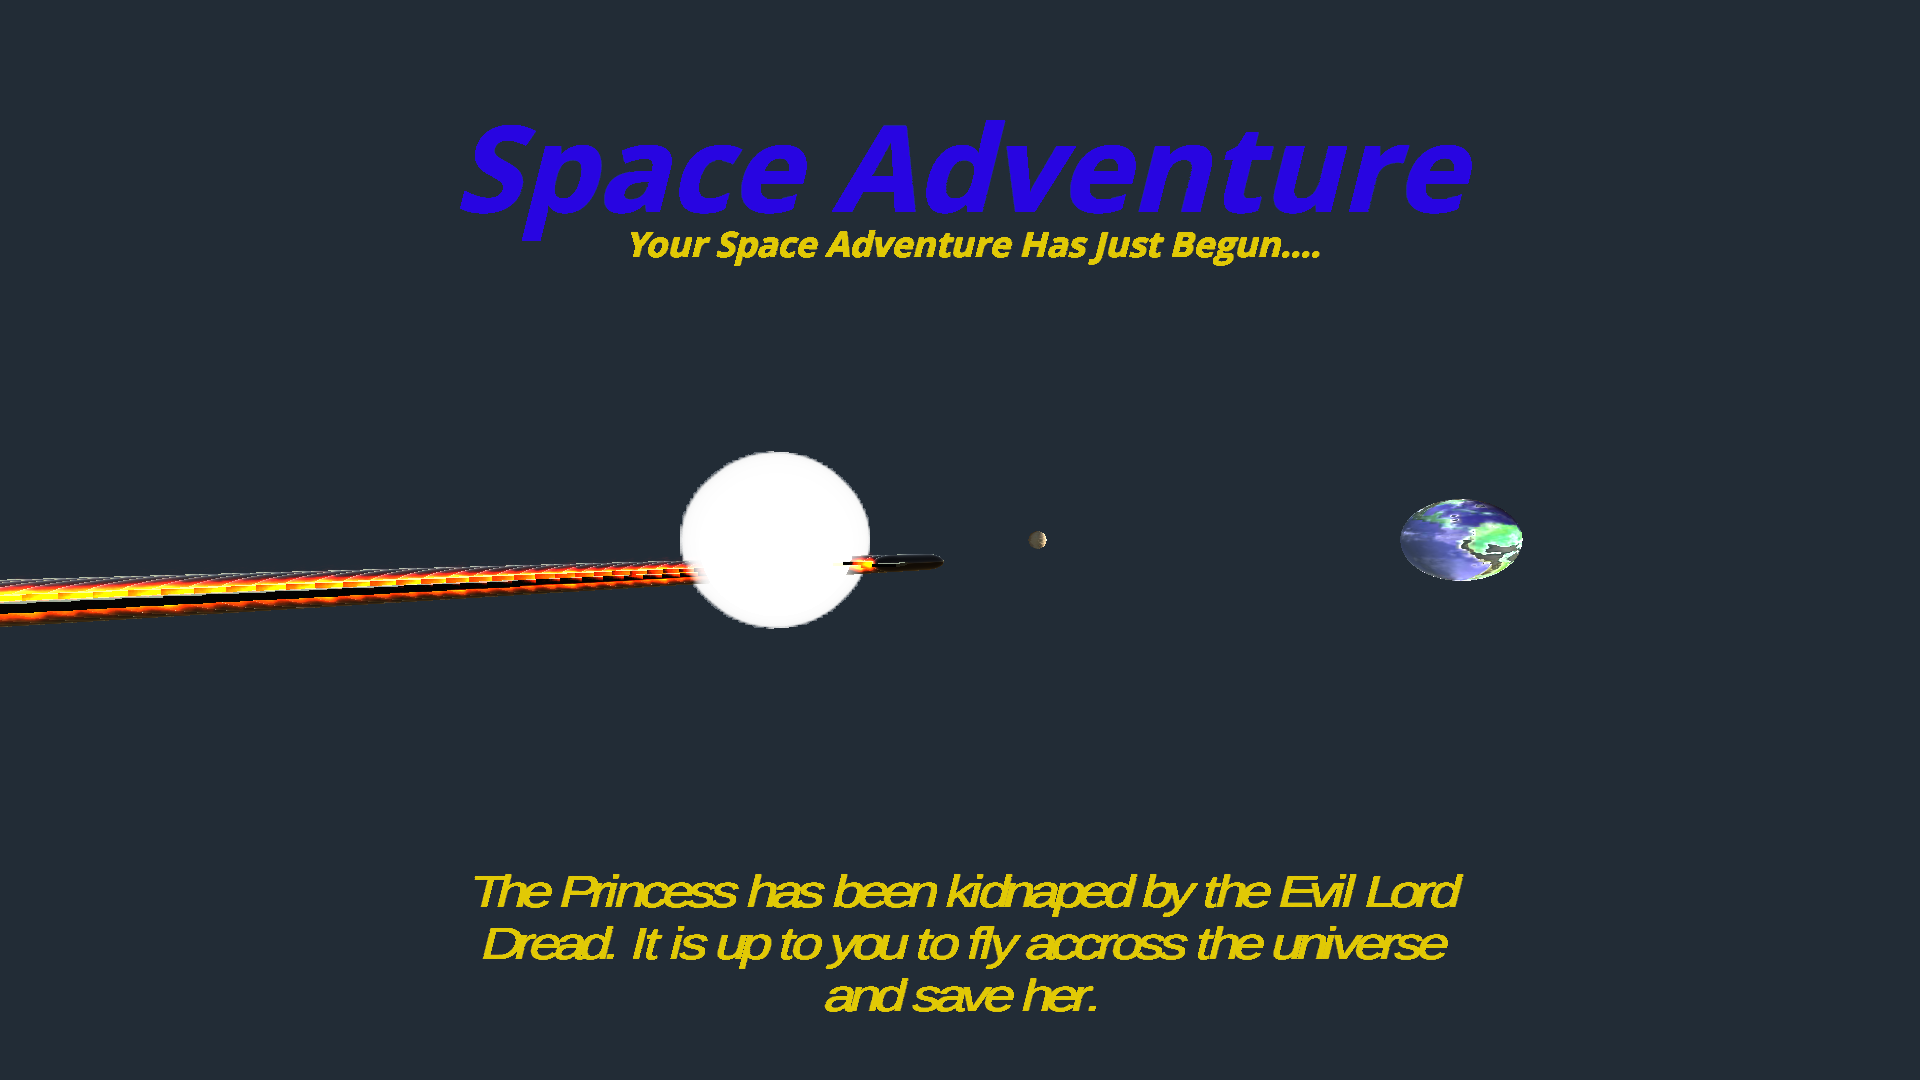 Space Adventure
Your Space Adventure Has Just Begun....
The Princess has been kidnaped by the Evil Lord
Dread. It is up to you to fly accross the universe
and save her.